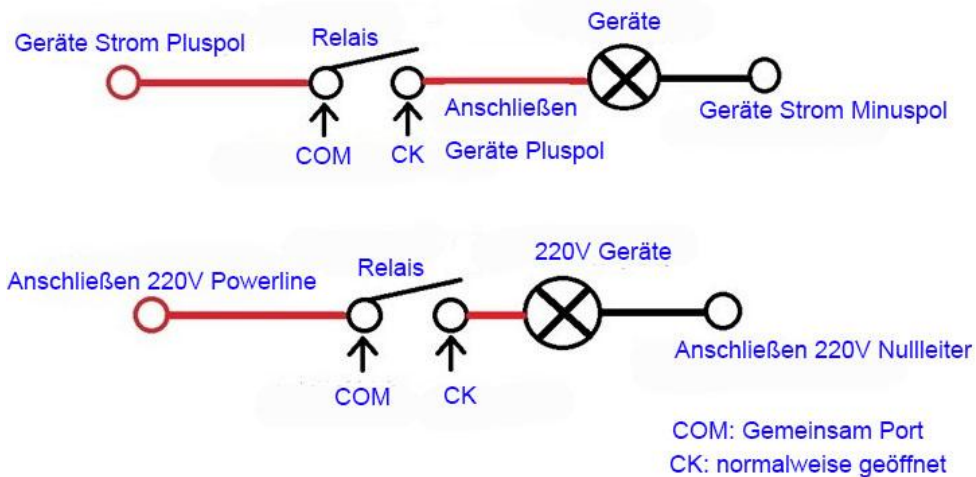 Geräte
Geräte Strom Pluspol
Relais
Anschließen
Geräte Pluspol
Geräte Strom Minuspol
COM
CK
220V Geräte
Anschließen 220V Powerline
Relais
Anschließen 220V Nullleiter
COM
CK
COM: Gemeinsam Port
CK: normalweise geöffnet